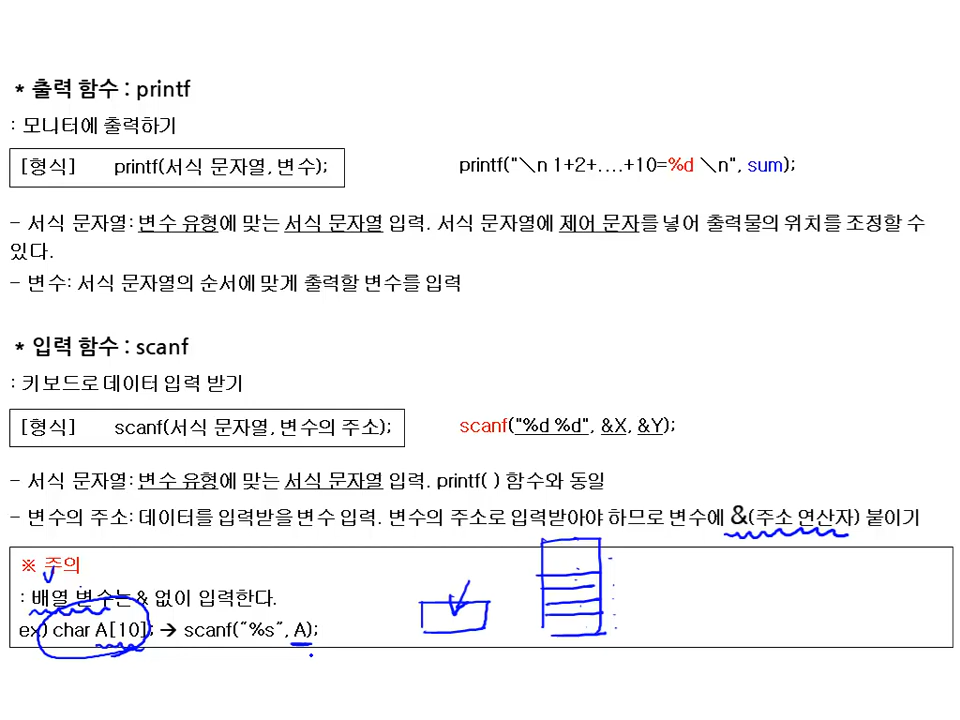 * 출력 함수 : printf
: 모니터에 출력하기
[형식] printf(서식 문자열, 변수); printf("\n 1+2+....+10=%d \n", sum);
- 서식 문자열: 변수 유형에 맞는 서식 문자열 입력. 서식 문자열에 제어 문자를 넣어 출력물의 위치를 조정할 수
있다.
- 변수: 서식 문자열의 순서에 맞게 출력할 변수를 입력
* 입력 함수 : scanf
: 키보드로 데이터 입력 받기
[형식] scanf(서식 문자열, 변수의 주소); scanf("%d %d", &X, &Y);
- 서식 문자열: 변수 유형에 맞는 서식 문자열 입력. printf( ) 함수와 동일
- 변수의 주소: 데이터를 입력받을 변수 입력. 변수의 주소로 입력받아야 하므로 변수에 &(주소 연산자) 붙이기
※ 주의
: 배열 변수는 & 없이 입력한다.
ex) char A[10]; → scanf("%s", A);